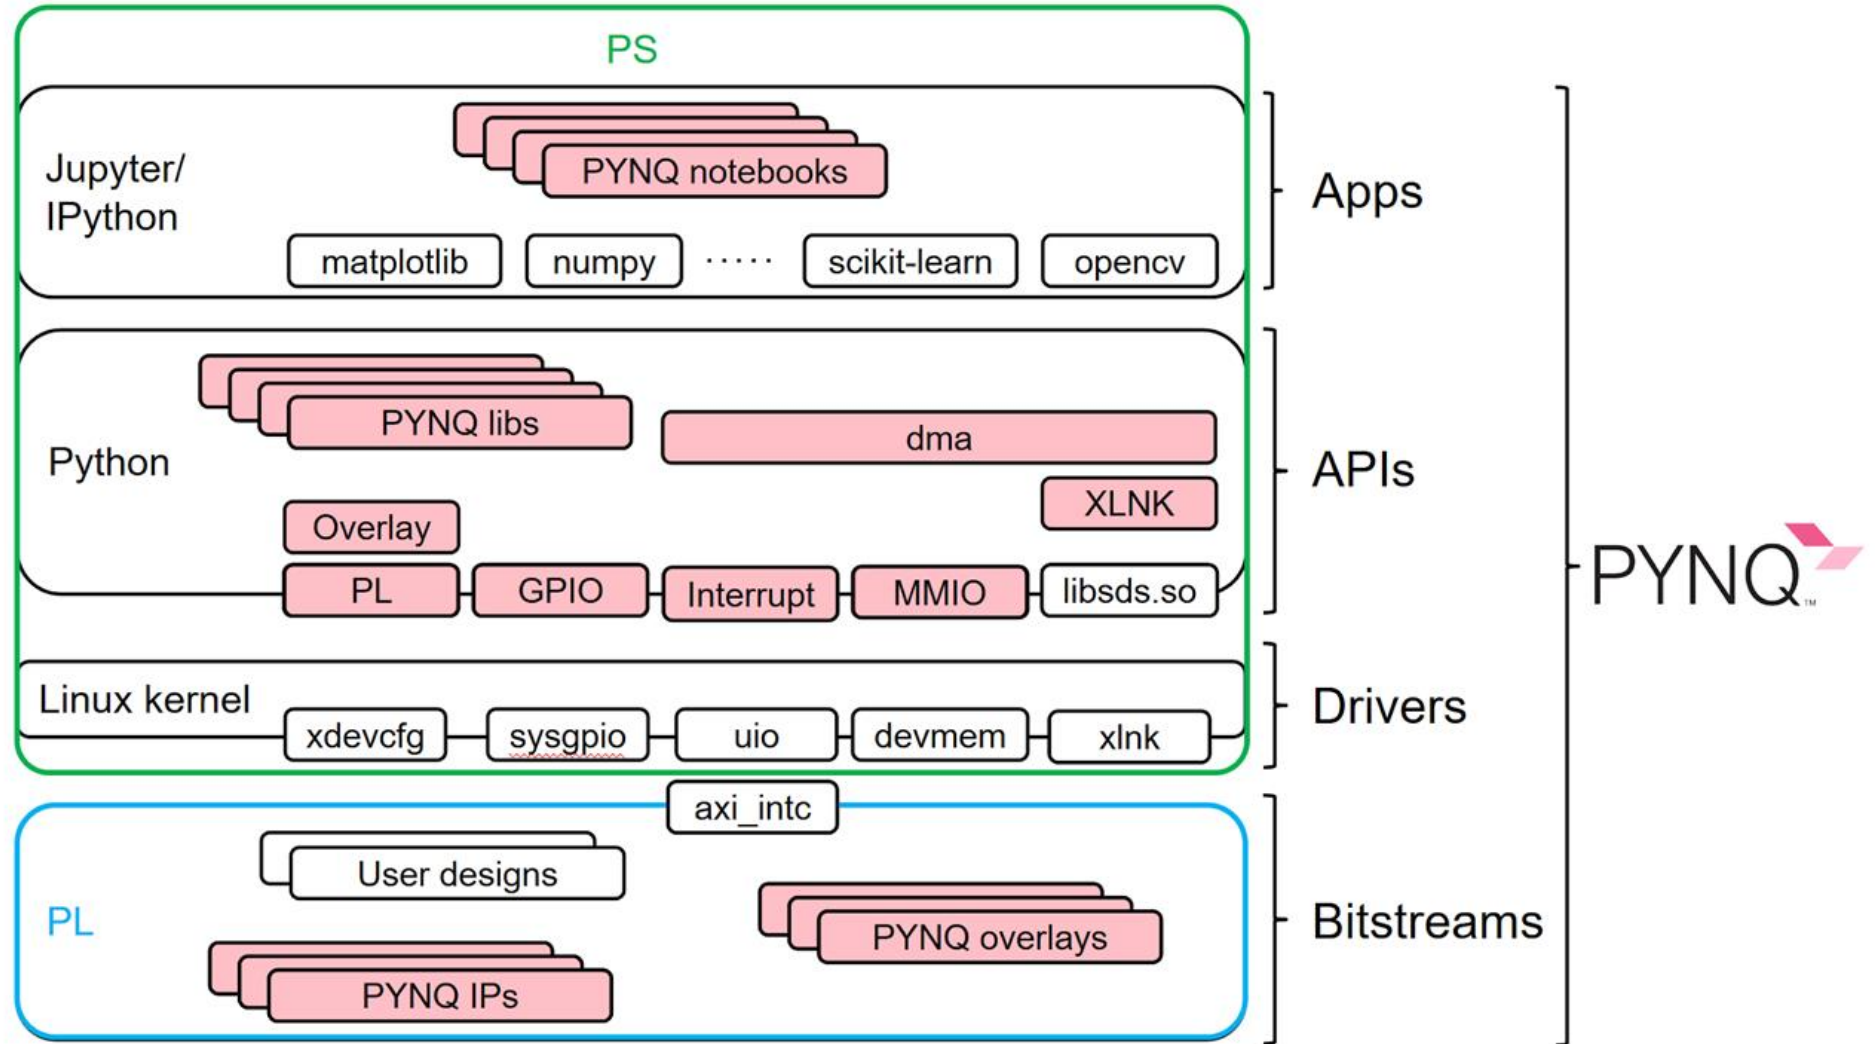 PS
Jupyter/
IPython
PYNQ notebooks
matplotlib
numpy
.....
scikit-learn
opencv
Apps
Python
PYNQ libs
dma
XLNK
Overlay
PL
GPIO
Interrupt
MMIO
libsds.so
APIs
Linux kernel
xdevcfg
sysgpio
uio
devmem
xlnk
Drivers
axi_intc
PL
User designs
PYNQ IPs
PYNQ overlays
Bitstreams
PYNQ™